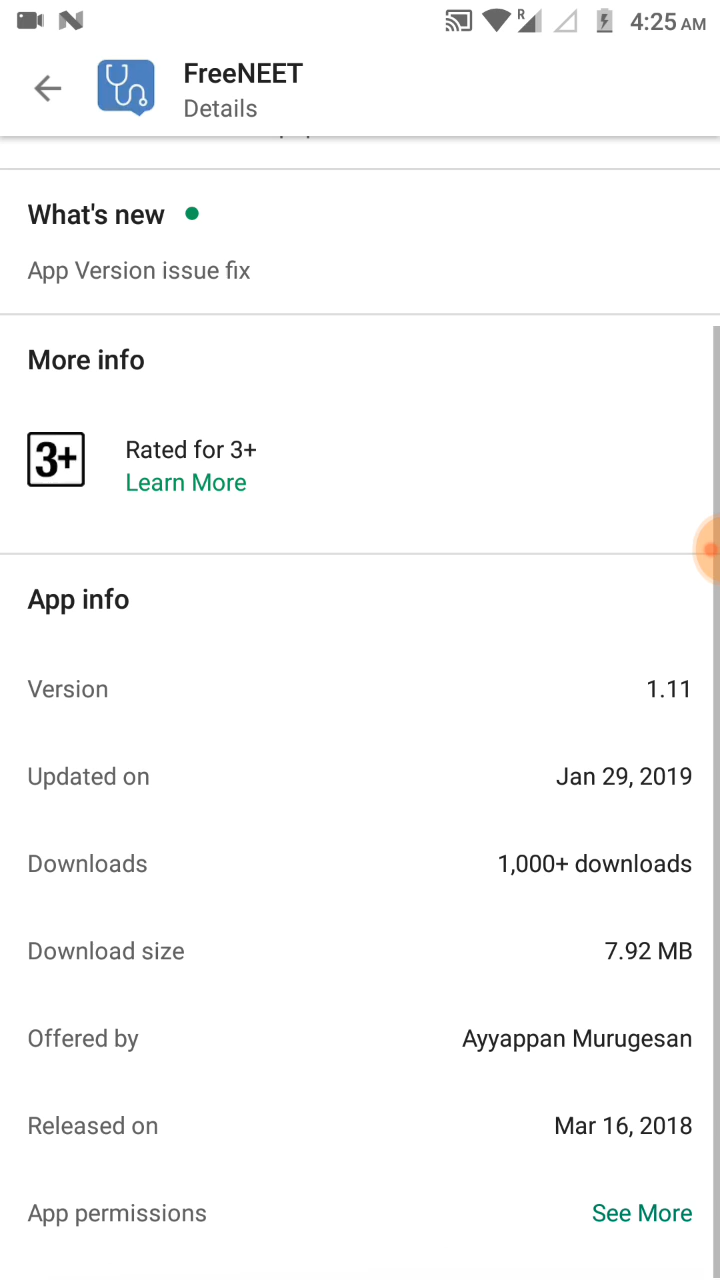 R 4:25 AM
FreeNEET
Details
What's new
App Version issue fix
More info
3+ Rated for 3+
Learn More
App info
Version 1.11
Updated on Jan 29, 2019
Downloads 1,000+ downloads
Download size 7.92 MB
Offered by Ayyappan Murugesan
Released on Mar 16, 2018
App permissions See More